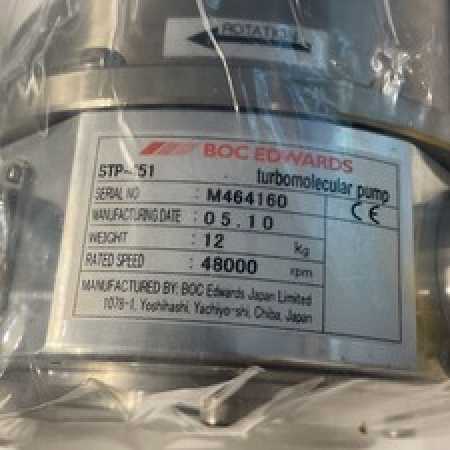 ROTATION
BOC EDWARDS
turbomolecular pump
SERIAL NO : M464160
CE
MANUFACTURING DATE : 05.10
WEIGHT : 12 kg
RATED SPEED : 48000 rpm
MANUFACTURED BY: BOC Edwards Japan Limited
1078-1, Yoshihashi, Yachiyo-shi, Chiba, Japan